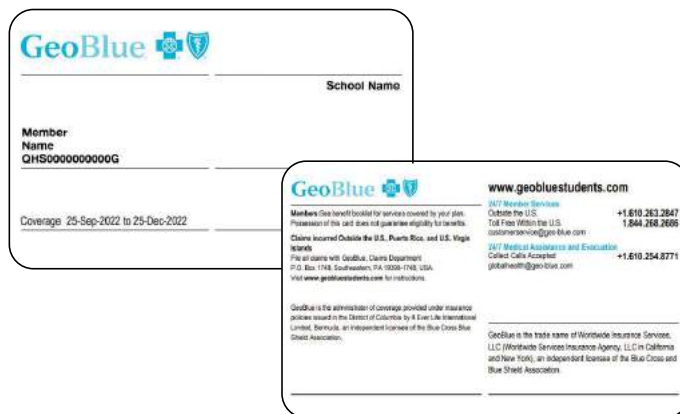 GeoBlue
School Name
Member
Name
QHS0000000000G
Coverage 25-Sep-2022 to 25-Dec-2022
GeoBlue
Members: See benefit booklet for services covered by your plan.
Possession of this card does not guarantee eligibility for benefits.
Claims incurred Outside the U.S., Puerto Rico, and U.S. Virgin
Islands
File all claims with GeoBlue, Claims Department
P.O. Box 1748, Southeastern, PA 19399-1748, USA.
Visit www.geobluestudents.com for instructions.
GeoBlue is the administrator of coverage provided under insurance
policies issued in the District of Columbia by 4 Ever Life International
Limited, Bermuda, an independent licensee of the Blue Cross Blue
Shield Association.
www.geobluestudents.com
24/7 Member Services
Outside the U.S. +1.610.263.2847
Toll Free Within the U.S. 1.844.268.2686
customerservice@geo-blue.com
24/7 Medical Assistance and Evacuation
Collect Calls Accepted +1.610.254.8771
globalhealth@geo-blue.com
GeoBlue is the trade name of Worldwide Insurance Services,
LLC (Worldwide Services Insurance Agency, LLC in California
and New York), an independent licensee of the Blue Cross and
Blue Shield Association.